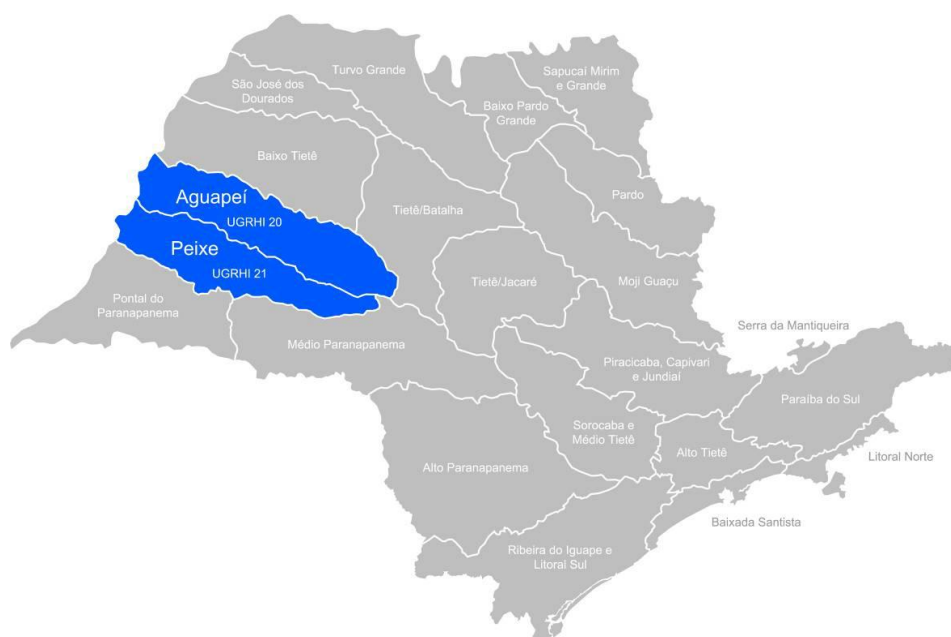 Turvo Grande
Sapucaí Mirim
e Grande
São José dos
Dourados
Baixo Pardo
Grande
Baixo Tietê
Aguapeí
UGRHI 20
Pardo
Tietê/Batalha
Peixe
UGRHI 21
Tietê/Jacaré
Moji Guaçu
Pontal do
Paranapanema
Serra da Mantiqueira
Médio Paranapanema
Piracicaba, Capivari
e Jundiaí
Paraíba do Sul
Sorocaba e
Médio Tietê
Alto Tietê
Litoral Norte
Alto Paranapanema
Baixada Santista
Ribeira do Iguape e
Litoral Sul